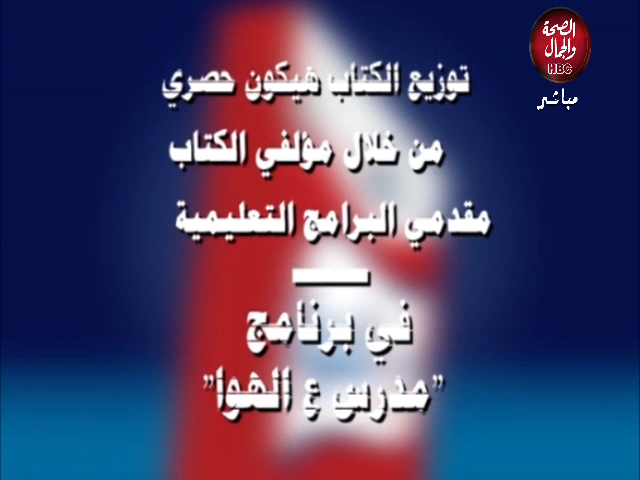 الصحة
والجمال
HBC
مباشر
توزيع الكتاب هيكون حصري
من خلال مؤلفي الكتاب
مقدمي البرامج التعليمية
في برنامج
"مدرس ع الهوا"